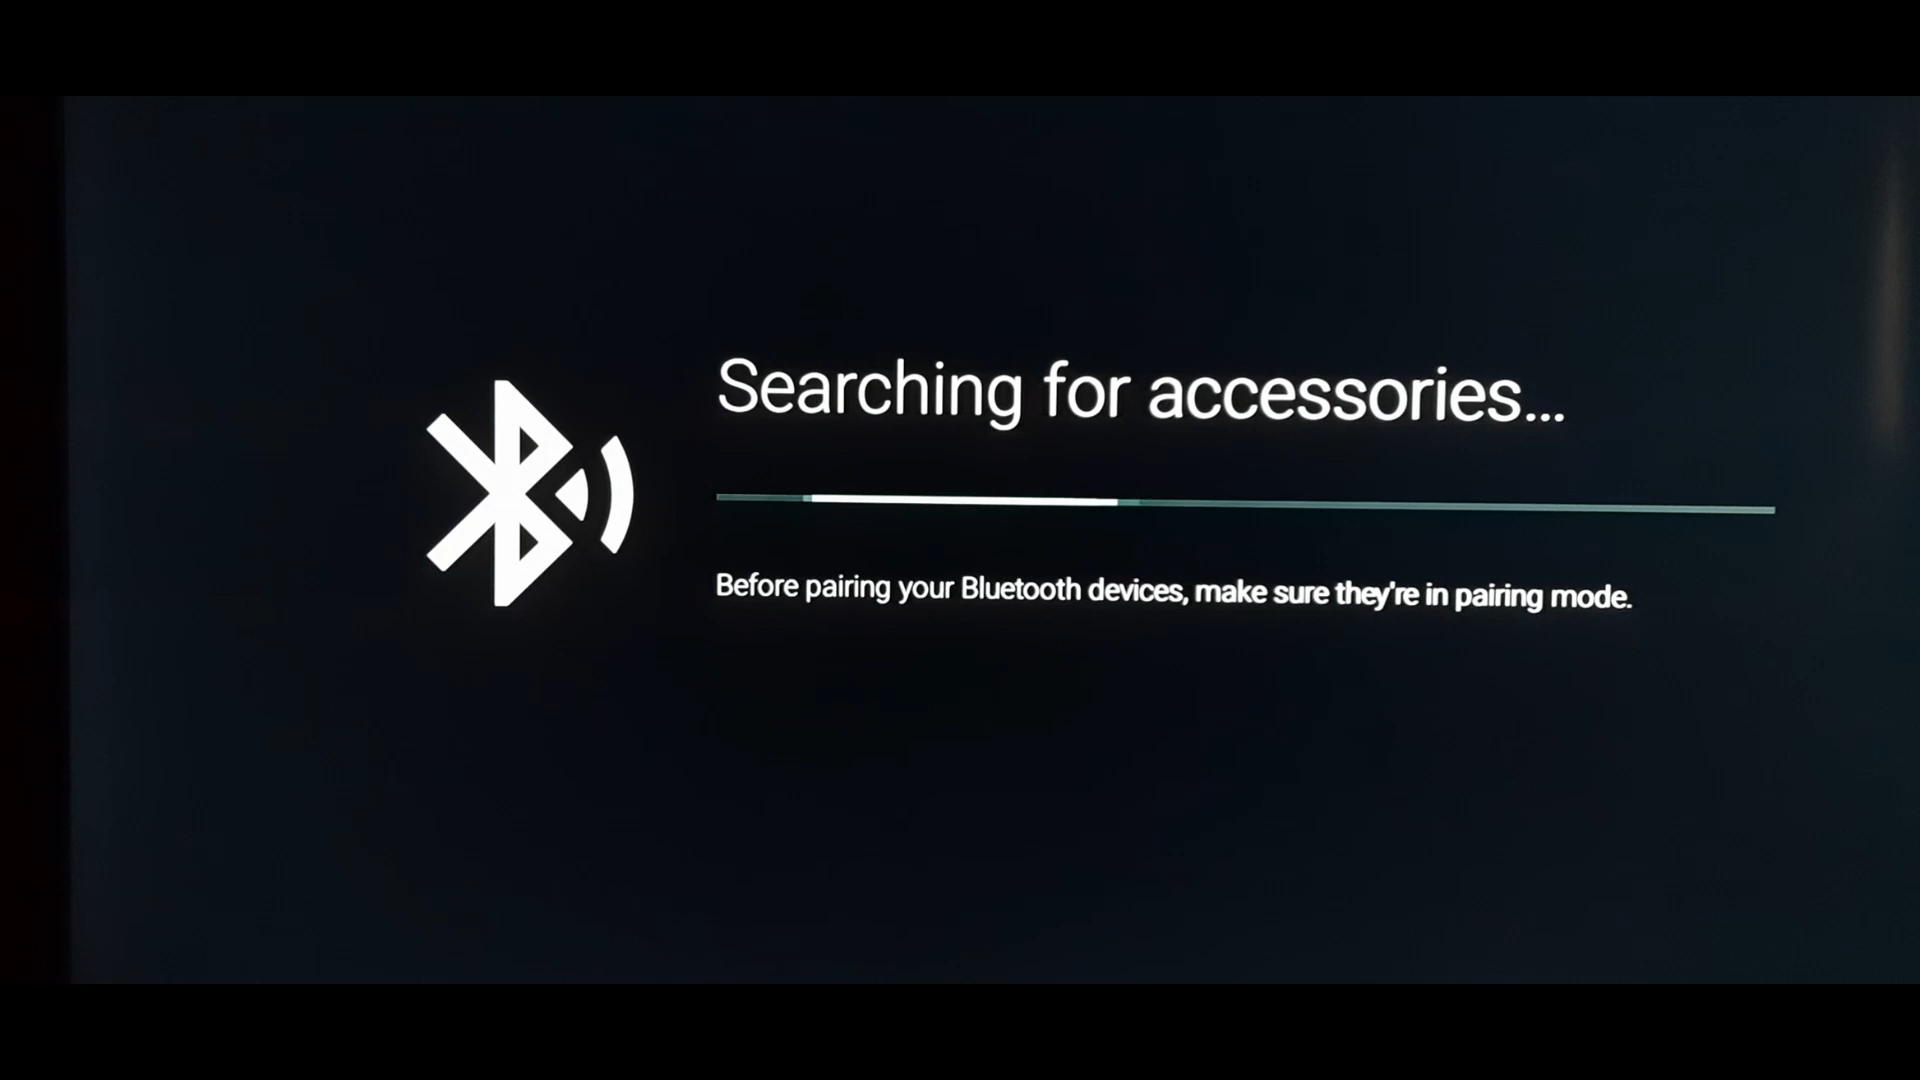 Searching for accessories...
Before pairing your Bluetooth devices, make sure they're in pairing mode.